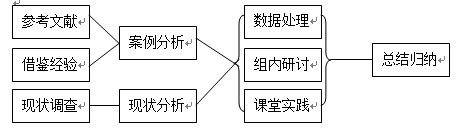 参考文献
借鉴经验
现状调查
案例分析
现状分析
数据处理
组内研讨
课堂实践
总结归纳